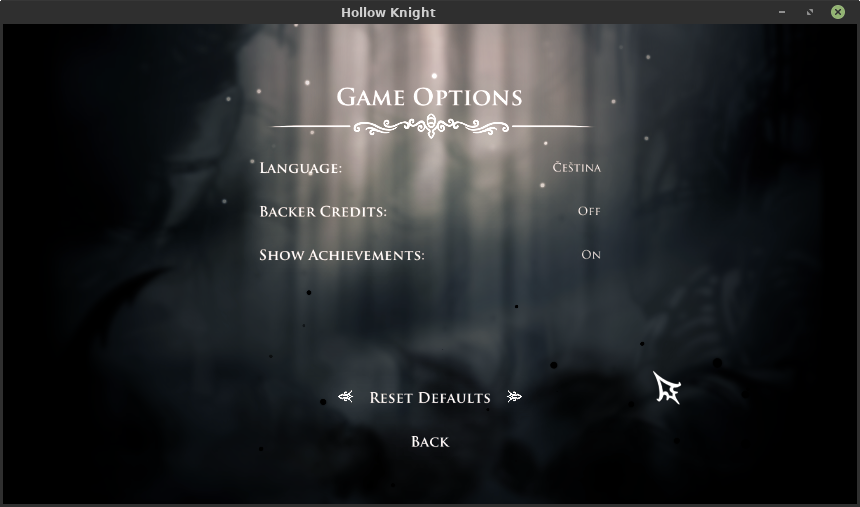 Hollow Knight
Game Options
Language: Čeština
Backer Credits: Off
Show Achievements: On
Reset Defaults
Back